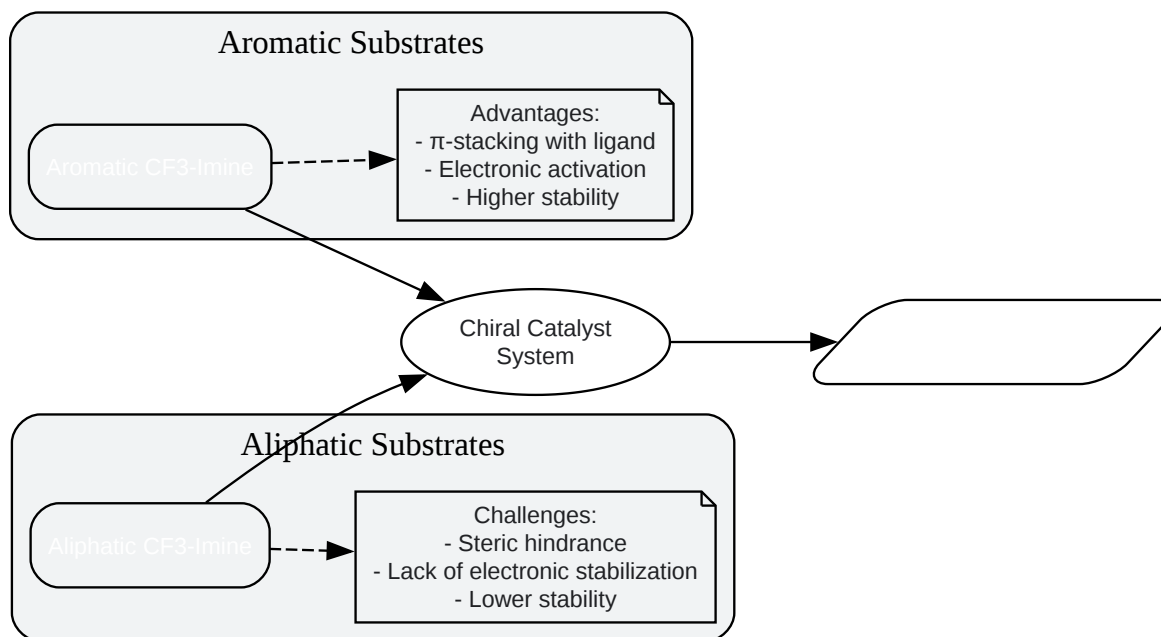 Aromatic Substrates
Aromatic CF3-Imine
Advantages:
- π-stacking with ligand
- Electronic activation
- Higher stability
Chiral Catalyst
System
Aliphatic Substrates
Aliphatic CF3-Imine
Challenges:
- Steric hindrance
- Lack of electronic stabilization
- Lower stability